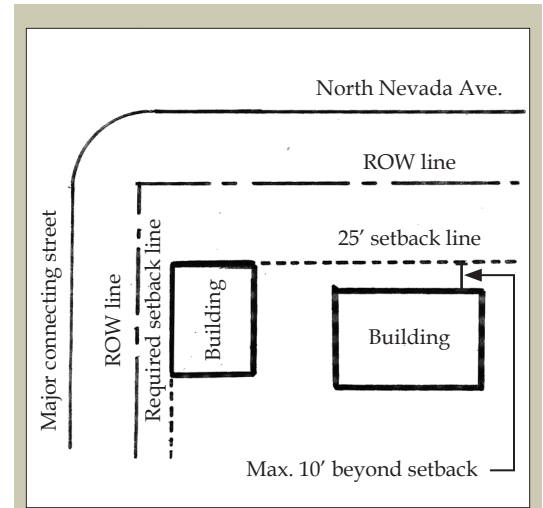 North Nevada Ave.
ROW line
25’ setback line
Major connecting street
ROW line
Required setback line
Building
Building
Max. 10’ beyond setback